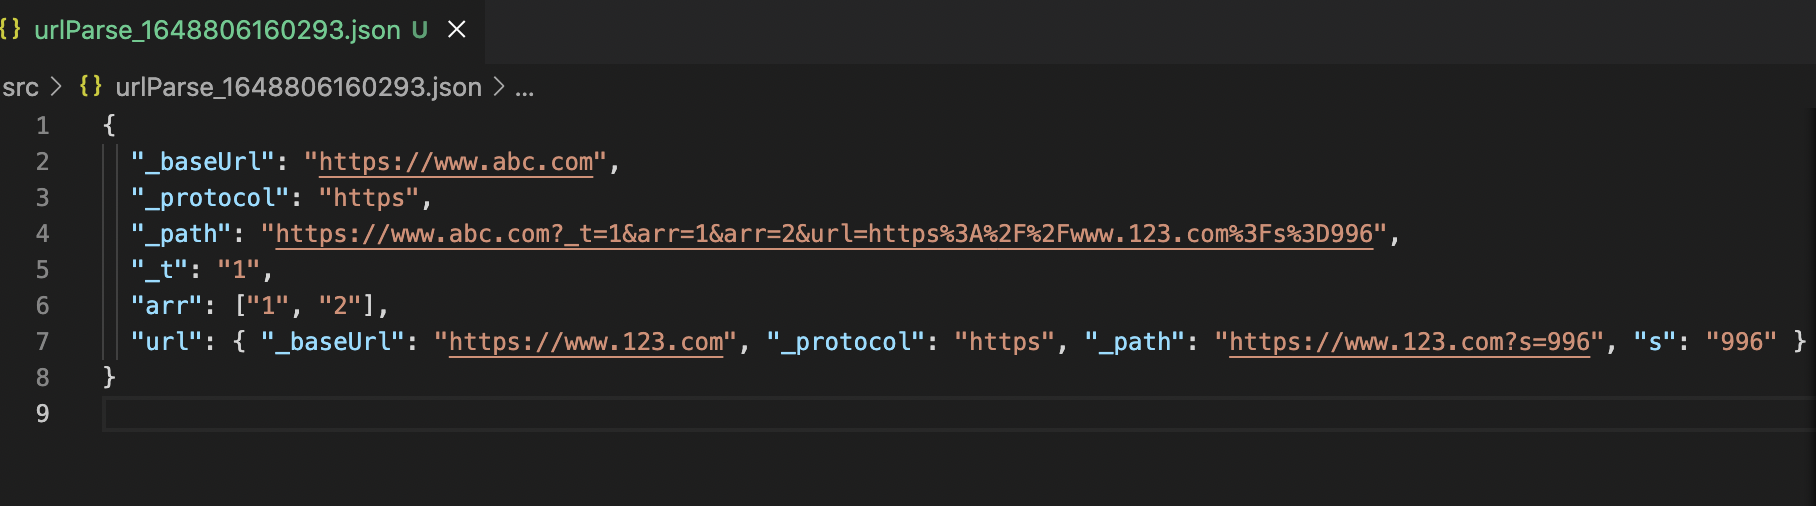 {} urlParse_1648806160293.json U ×
src > {} urlParse_1648806160293.json > ...
1 {
2 "_baseUrl": "https://www.abc.com",
3 "_protocol": "https",
4 "_path": "https://www.abc.com?_t=1&arr=1&arr=2&url=https%3A%2F%2Fwww.123.com%3Fs%3D996",
5 "_t": "1",
6 "arr": ["1", "2"],
7 "url": { "_baseUrl": "https://www.123.com", "_protocol": "https", "_path": "https://www.123.com?s=996", "s": "996" }
8 }
9